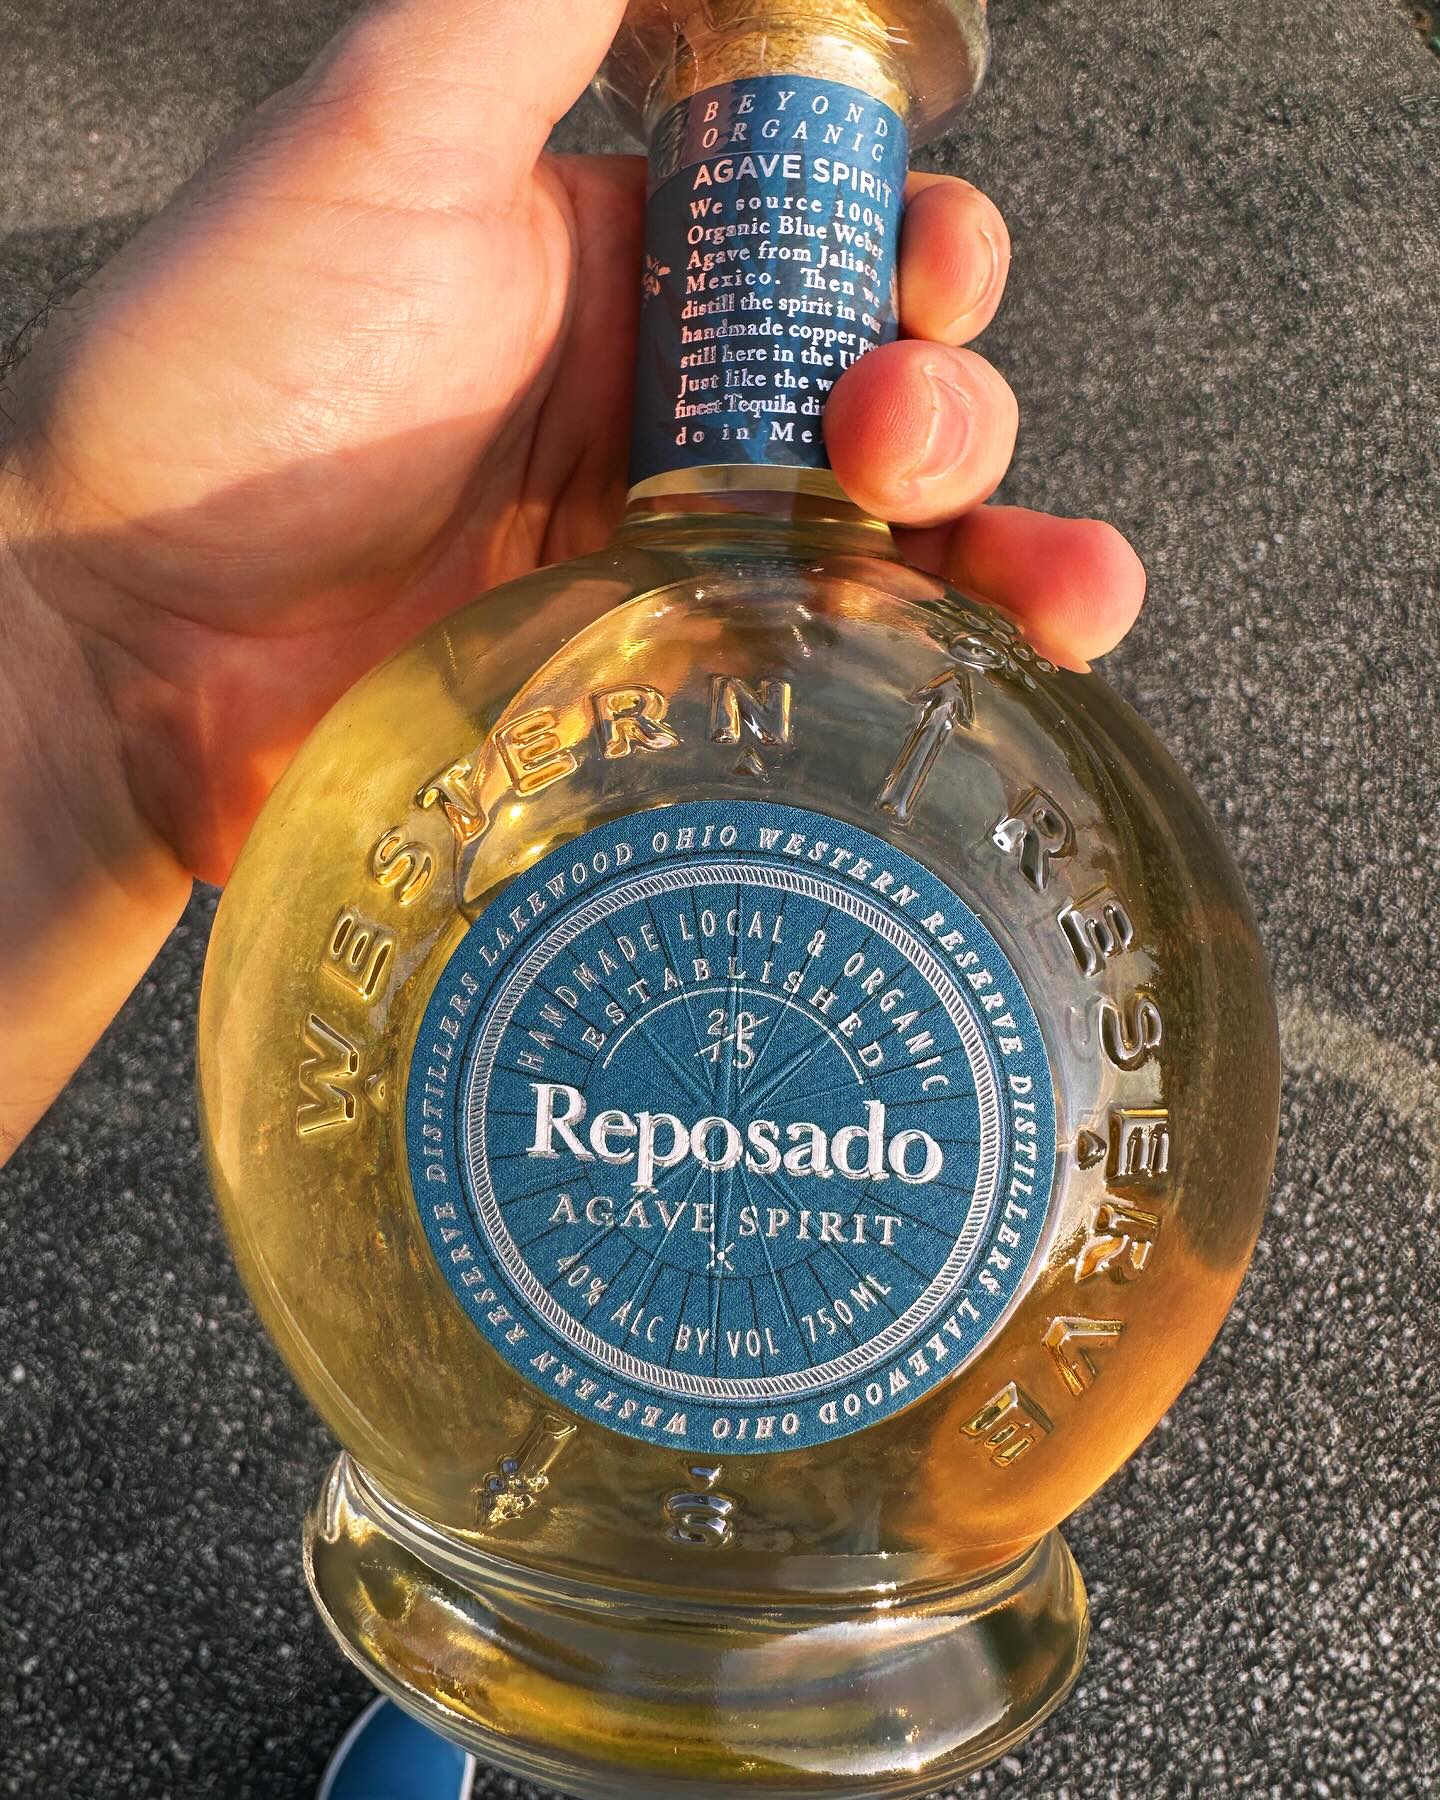 BEYOND
ORGANIC
AGAVE SPIRIT
We source 100%
Organic Blue Weber
Agave from Jalisco,
Mexico. Then we
distill the spirit in our
handmade copper
still here in the
Just like the
finest Tequila
do in
WESTERN RESERVE
WESTERN RESERVE DISTILLERS LAKEWOOD OHIO WESTERN RESERVE DISTILLERS LAKEWOOD OHIO
HANDMADE LOCAL & ORGANIC
ESTABLISHED
20
15
Reposado
AGAVE SPIRIT
40% ALC BY VOL 750 ML